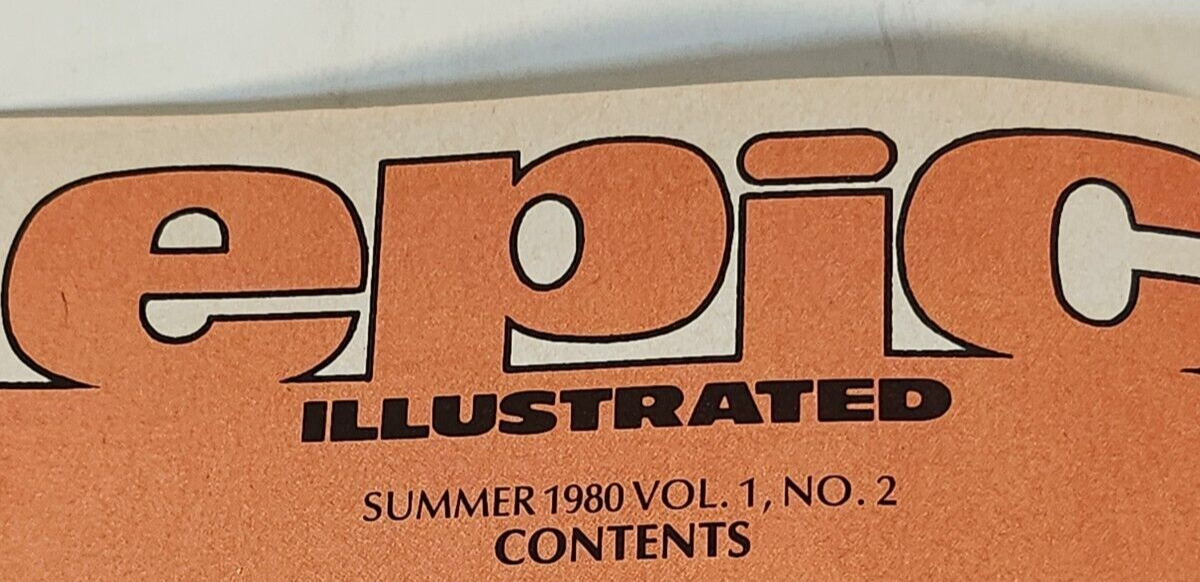 epic
ILLUSTRATED
SUMMER 1980 VOL. 1, NO. 2
CONTENTS